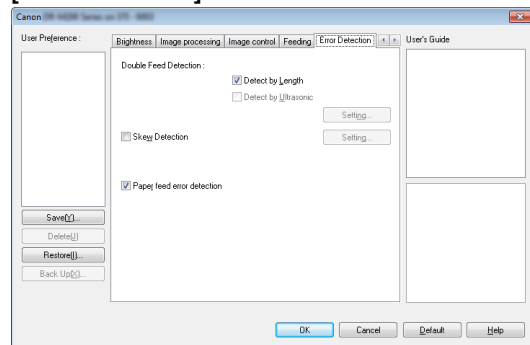 Canon
User Preference :
Brightness Image processing Image control Feeding Error Detection
User's Guide
Double Feed Detection :
Detect by Length
Detect by Ultrasonic
Setting...
Skew Detection
Setting...
Paper feed error detection
Save(Y)...
Delete(J)
Restore(I)...
Back Up(X)...
OK Cancel Default Help